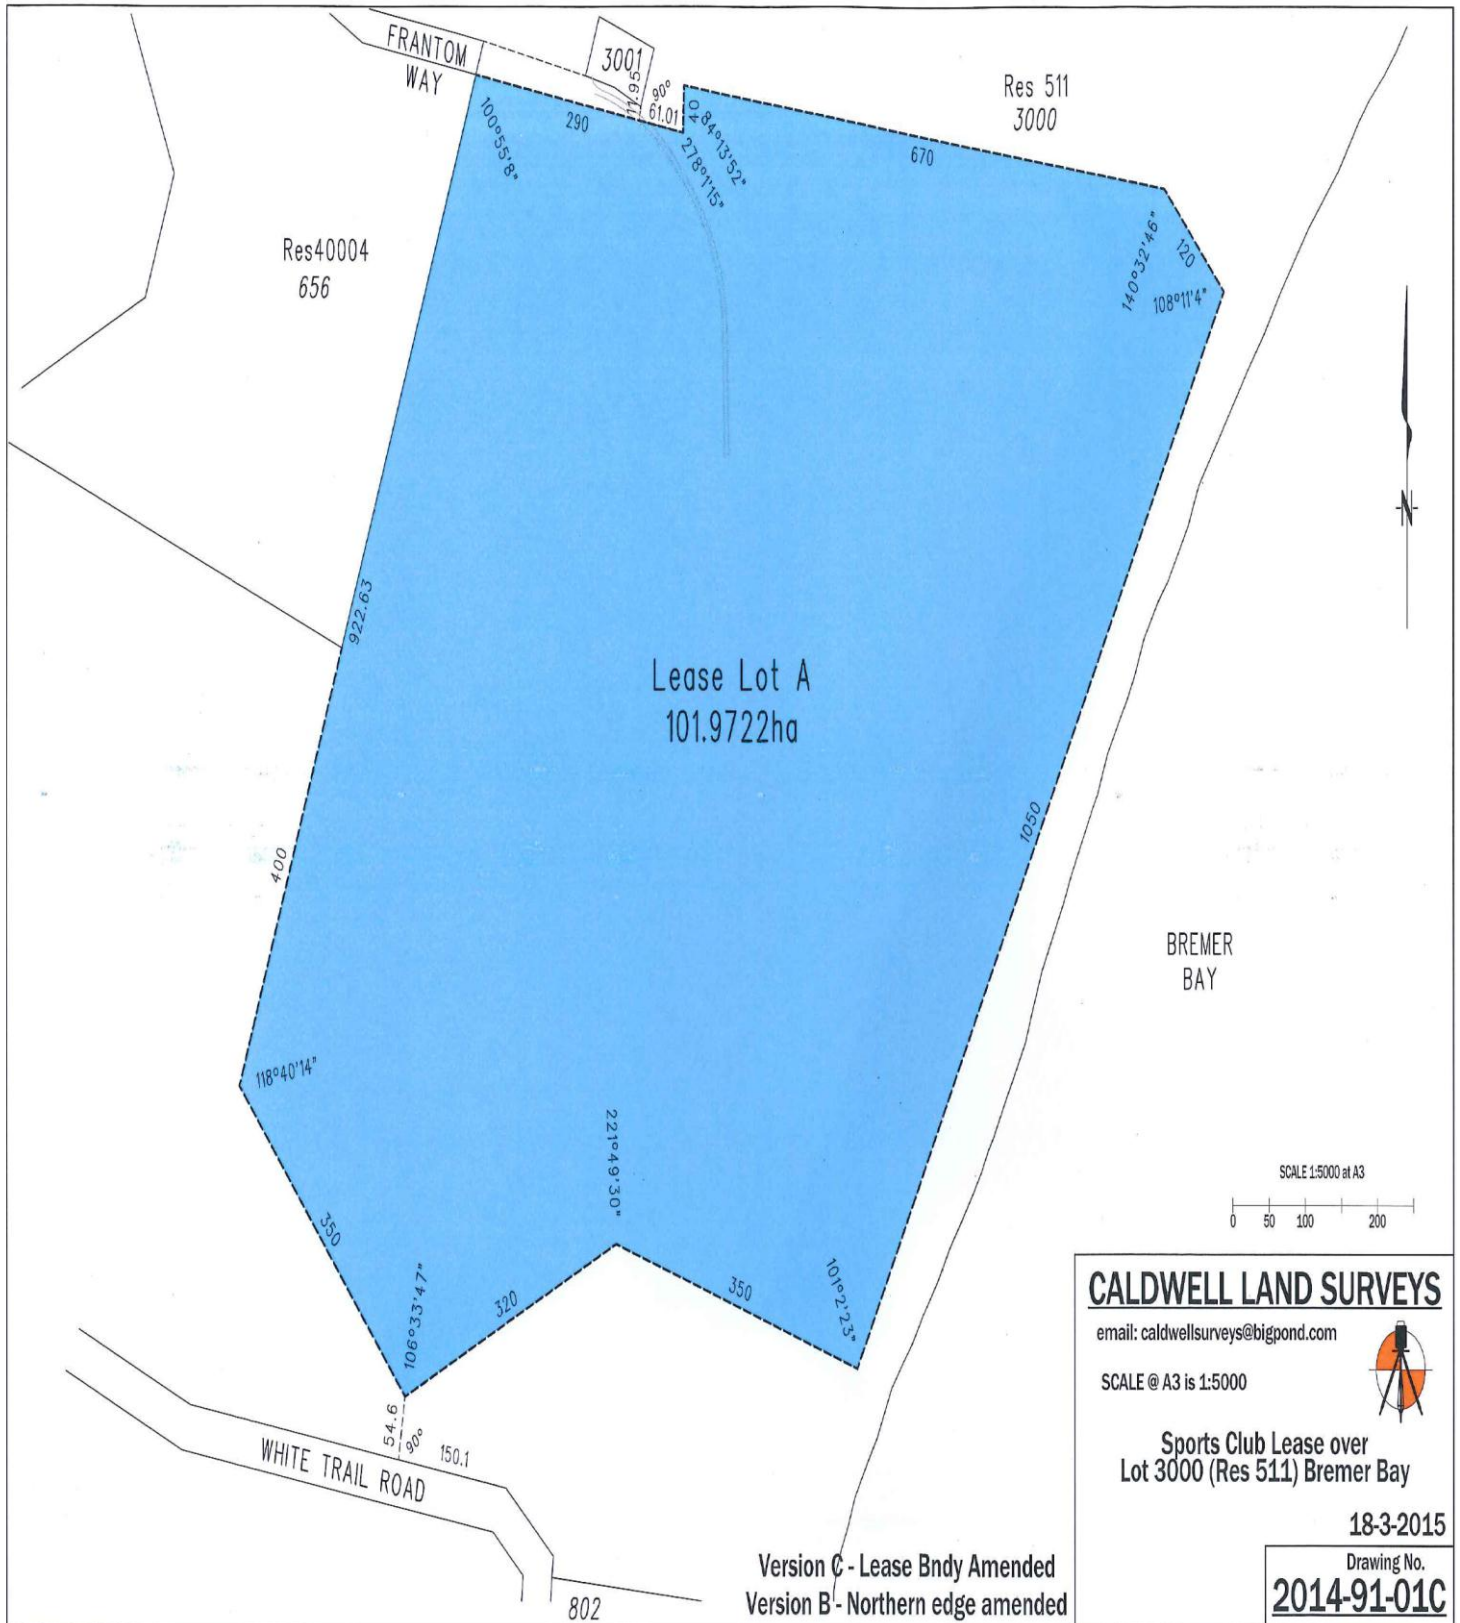 FRANTOM
WAY
3001
11.95
90°
61.01
40
84°13'52"
278°1'15"
100°55'8"
290
670
Res 511
3000
140°32'46"
120
108°11'4"
Res40004
656
N
922.63
Lease Lot A
101.9722ha
1050
400
BREMER
BAY
118°40'14"
221°49'30"
350
106°33'47"
320
350
101°2'23"
SCALE 1:5000 at A3
0 50 100 200
54.6
90°
150.1
WHITE TRAIL ROAD
802
CALDWELL LAND SURVEYS
email: caldwellsurveys@bigpond.com
SCALE @ A3 is 1:5000
Sports Club Lease over
Lot 3000 (Res 511) Bremer Bay
18-3-2015
Drawing No.
2014-91-01C
Version C - Lease Bndy Amended
Version B - Northern edge amended